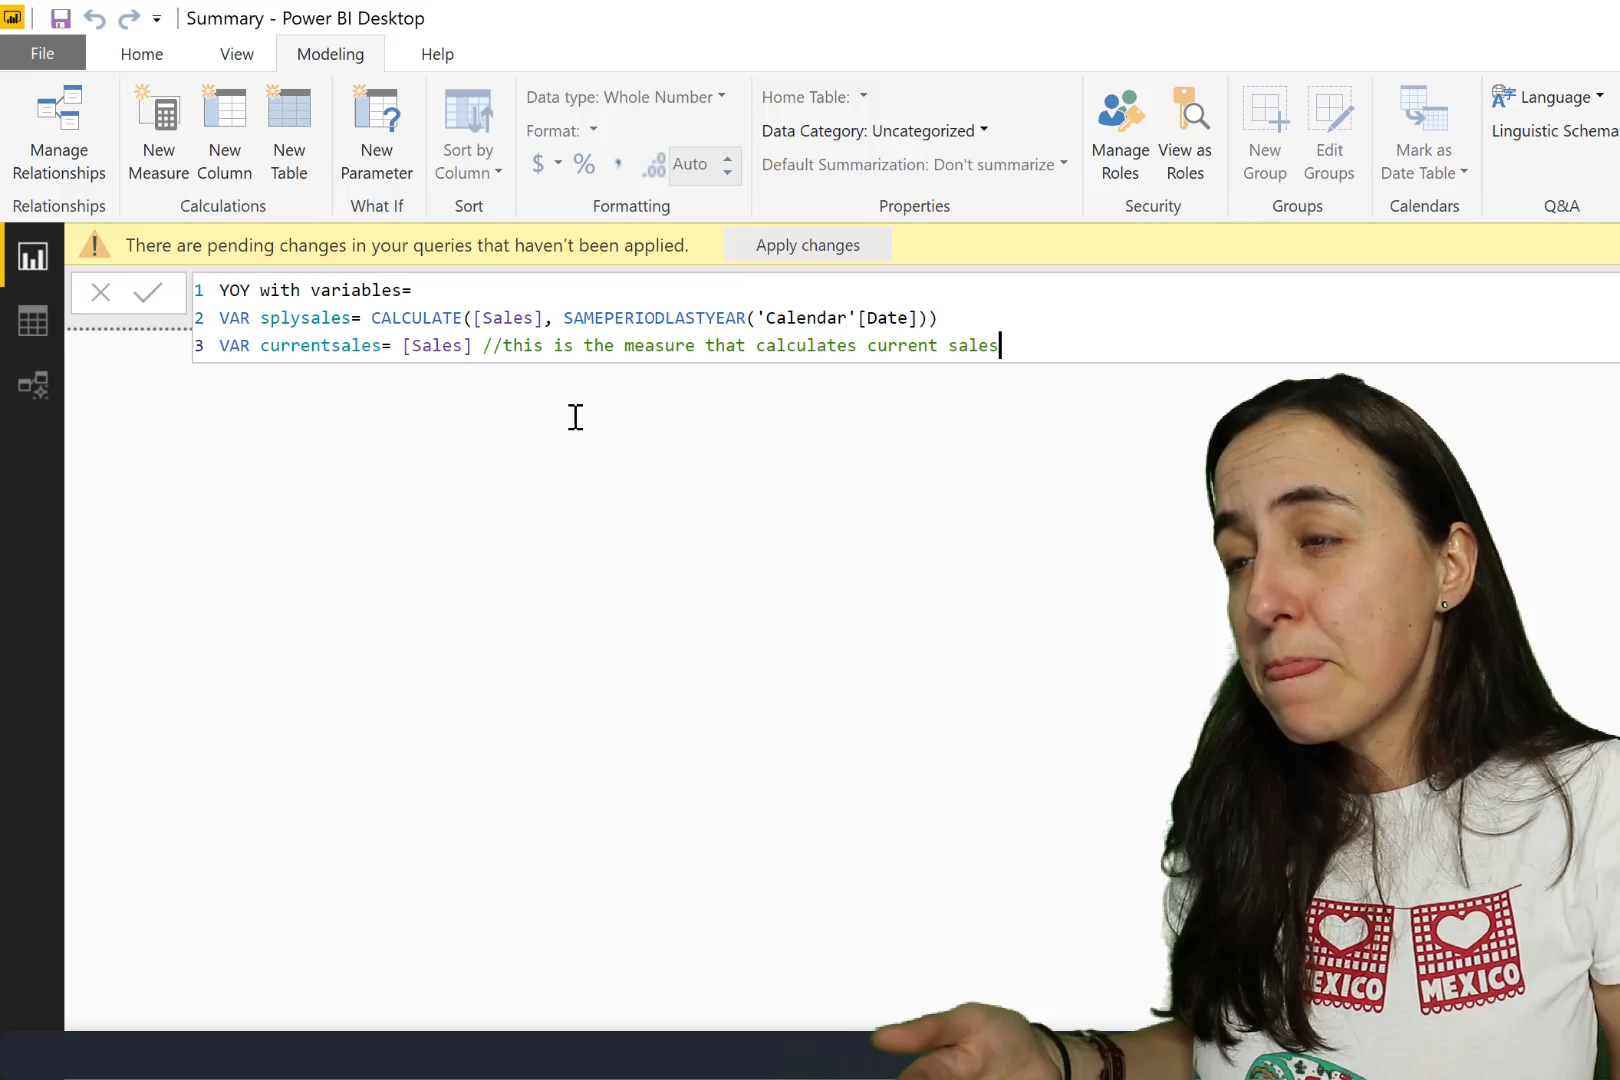 Summary - Power BI Desktop
File Home View Modeling Help
Manage Relationships
New Measure
New Column
New Table
New Parameter
Sort by Column
Data type: Whole Number
Format:
$ % , .00 Auto
Home Table:
Data Category: Uncategorized
Default Summarization: Don't summarize
Manage Roles
View as Roles
New Group
Edit Groups
Mark as Date Table
Language
Linguistic Schema
Relationships Calculations What If Sort Formatting Properties Security Groups Calendars Q&A
There are pending changes in your queries that haven't been applied. Apply changes
1 YOY with variables=
2 VAR splysales= CALCULATE([Sales], SAMEPERIODLASTYEAR('Calendar'[Date]))
3 VAR currentsales= [Sales] //this is the measure that calculates current sales
MEXICO
MEXICO